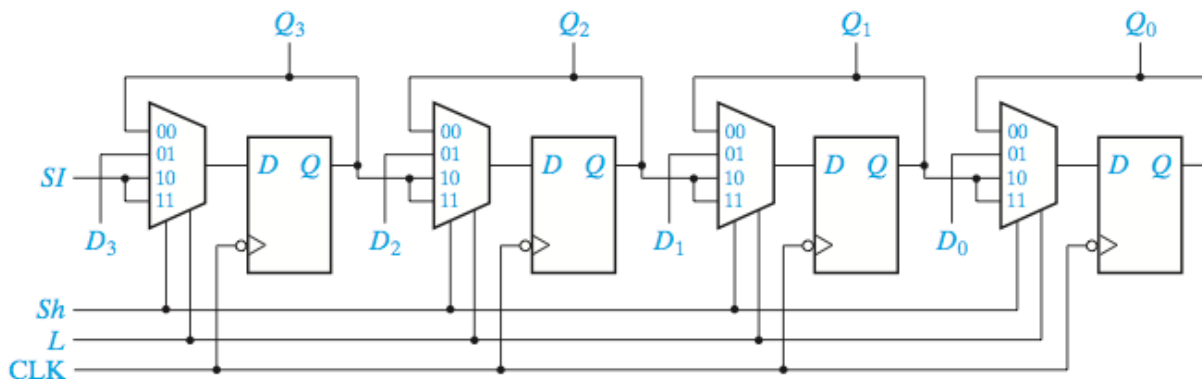 Q3 Q2 Q1 Q0
00 00 00 00
01 D Q 01 D Q 01 D Q 01 D Q
SI 10 10 10 10
11 11 11 11
D3 D2 D1 D0
Sh
L
CLK